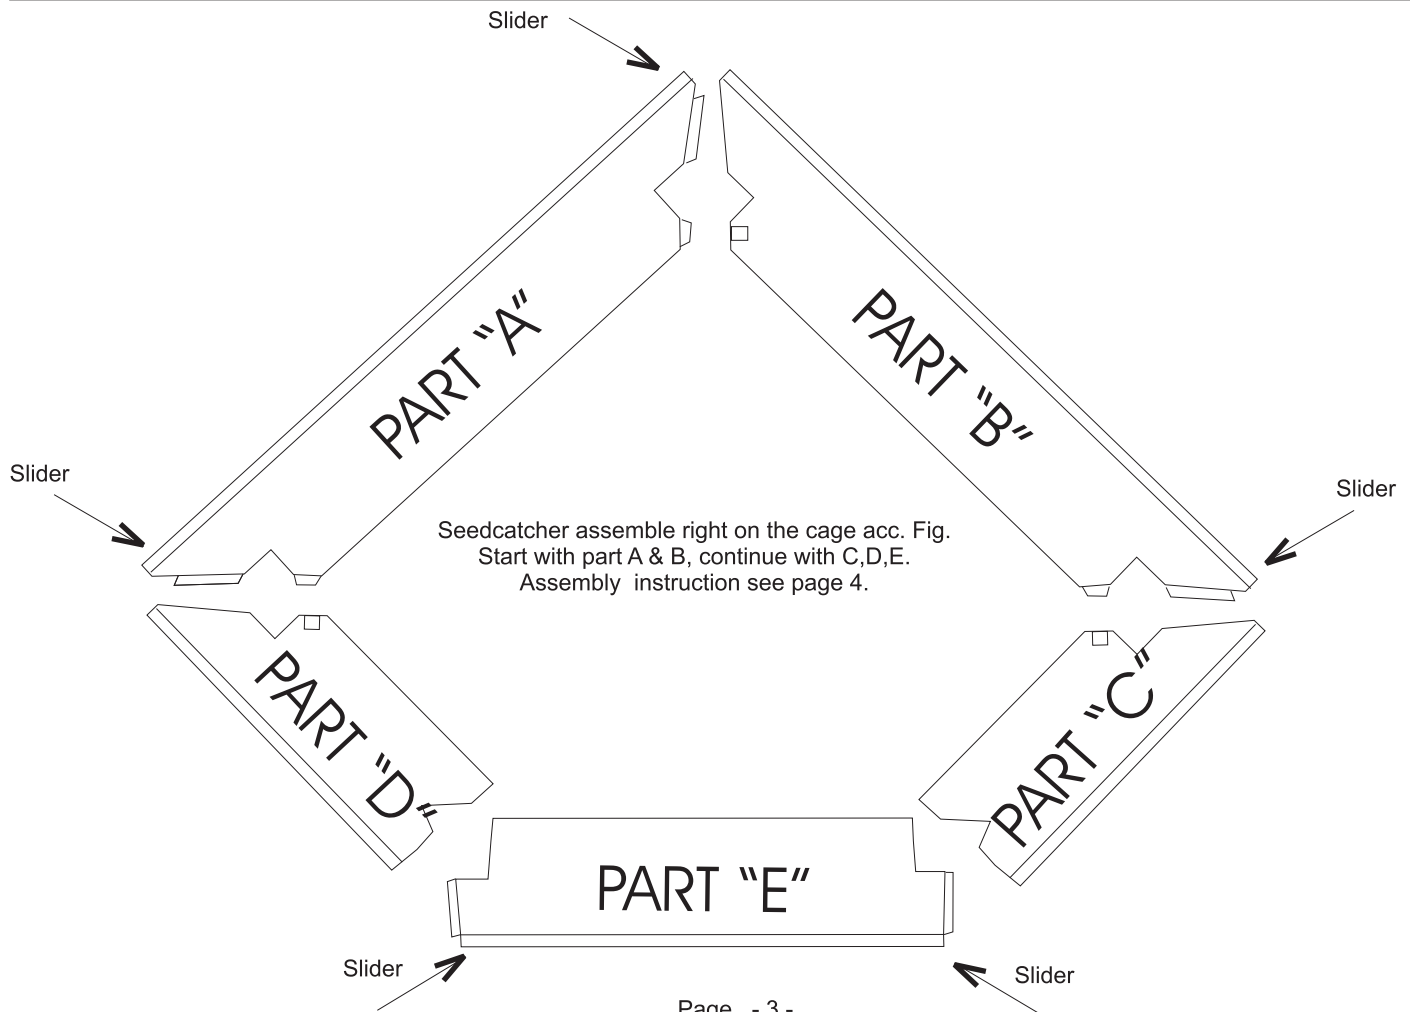 Slider
PART “A”
PART “B”
Slider
Slider
Seedcatcher assemble right on the cage acc. Fig.
Start with part A & B, continue with C,D,E.
Assembly instruction see page 4.
PART “D”
PART “C”
PART “E”
Slider
Slider
Page - 3 -